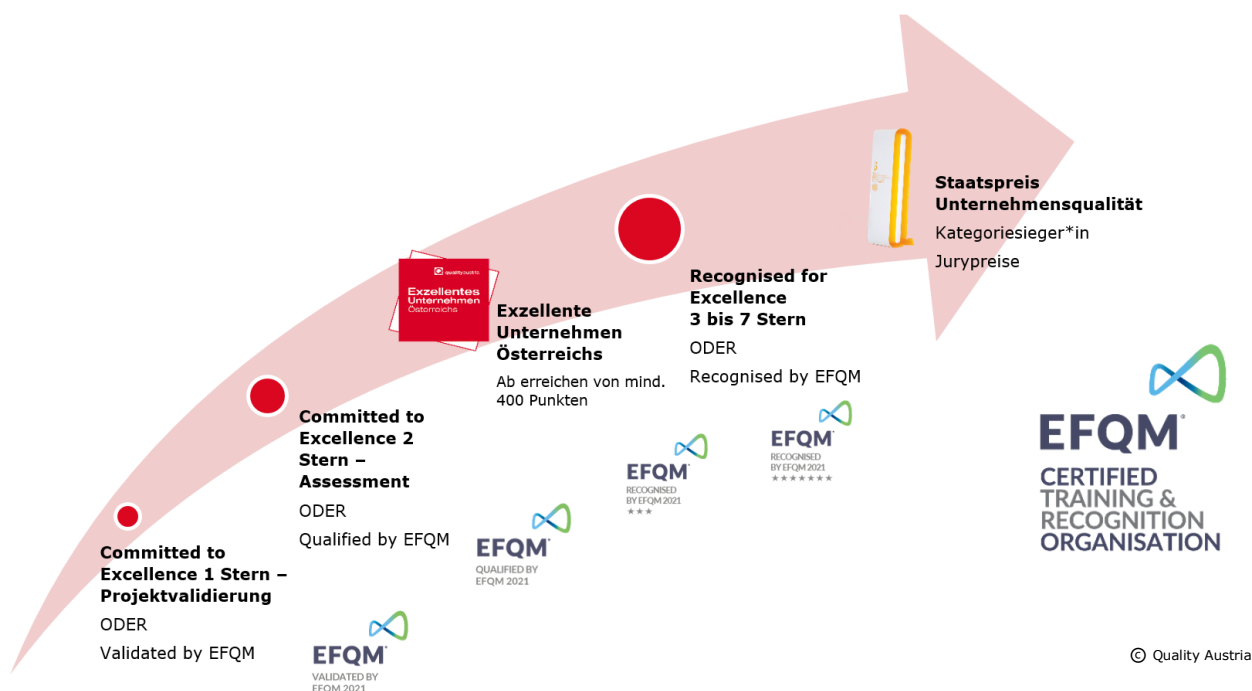 Staatspreis
Unternehmensqualität
Kategoriesieger*in
Jurypreise
Recognised for
Excellence
3 bis 7 Stern
ODER
Recognised by EFQM
qualityaustria
Exzellentes
Unternehmen
Österreichs
Exzellente
Unternehmen
Österreichs
Ab erreichen von mind.
400 Punkten
Committed to
Excellence 2
Stern –
Assessment
ODER
Qualified by EFQM
Committed to
Excellence 1 Stern –
Projektvalidierung
ODER
Validated by EFQM
EFQM
VALIDATED BY
EFQM 2021
EFQM
QUALIFIED BY
EFQM 2021
EFQM
RECOGNISED
BY EFQM 2021
★★★
EFQM
RECOGNISED
BY EFQM 2021
★★★★★★★
EFQM®
CERTIFIED
TRAINING &
RECOGNITION
ORGANISATION
© Quality Austria